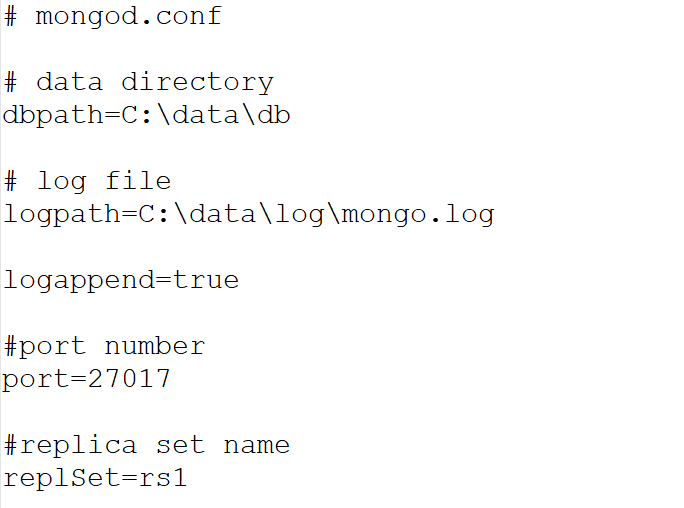 # mongod.conf
# data directory
dbpath=C:\data\db
# log file
logpath=C:\data\log\mongo.log
logappend=true
#port number
port=27017
#replica set name
replSet=rs1